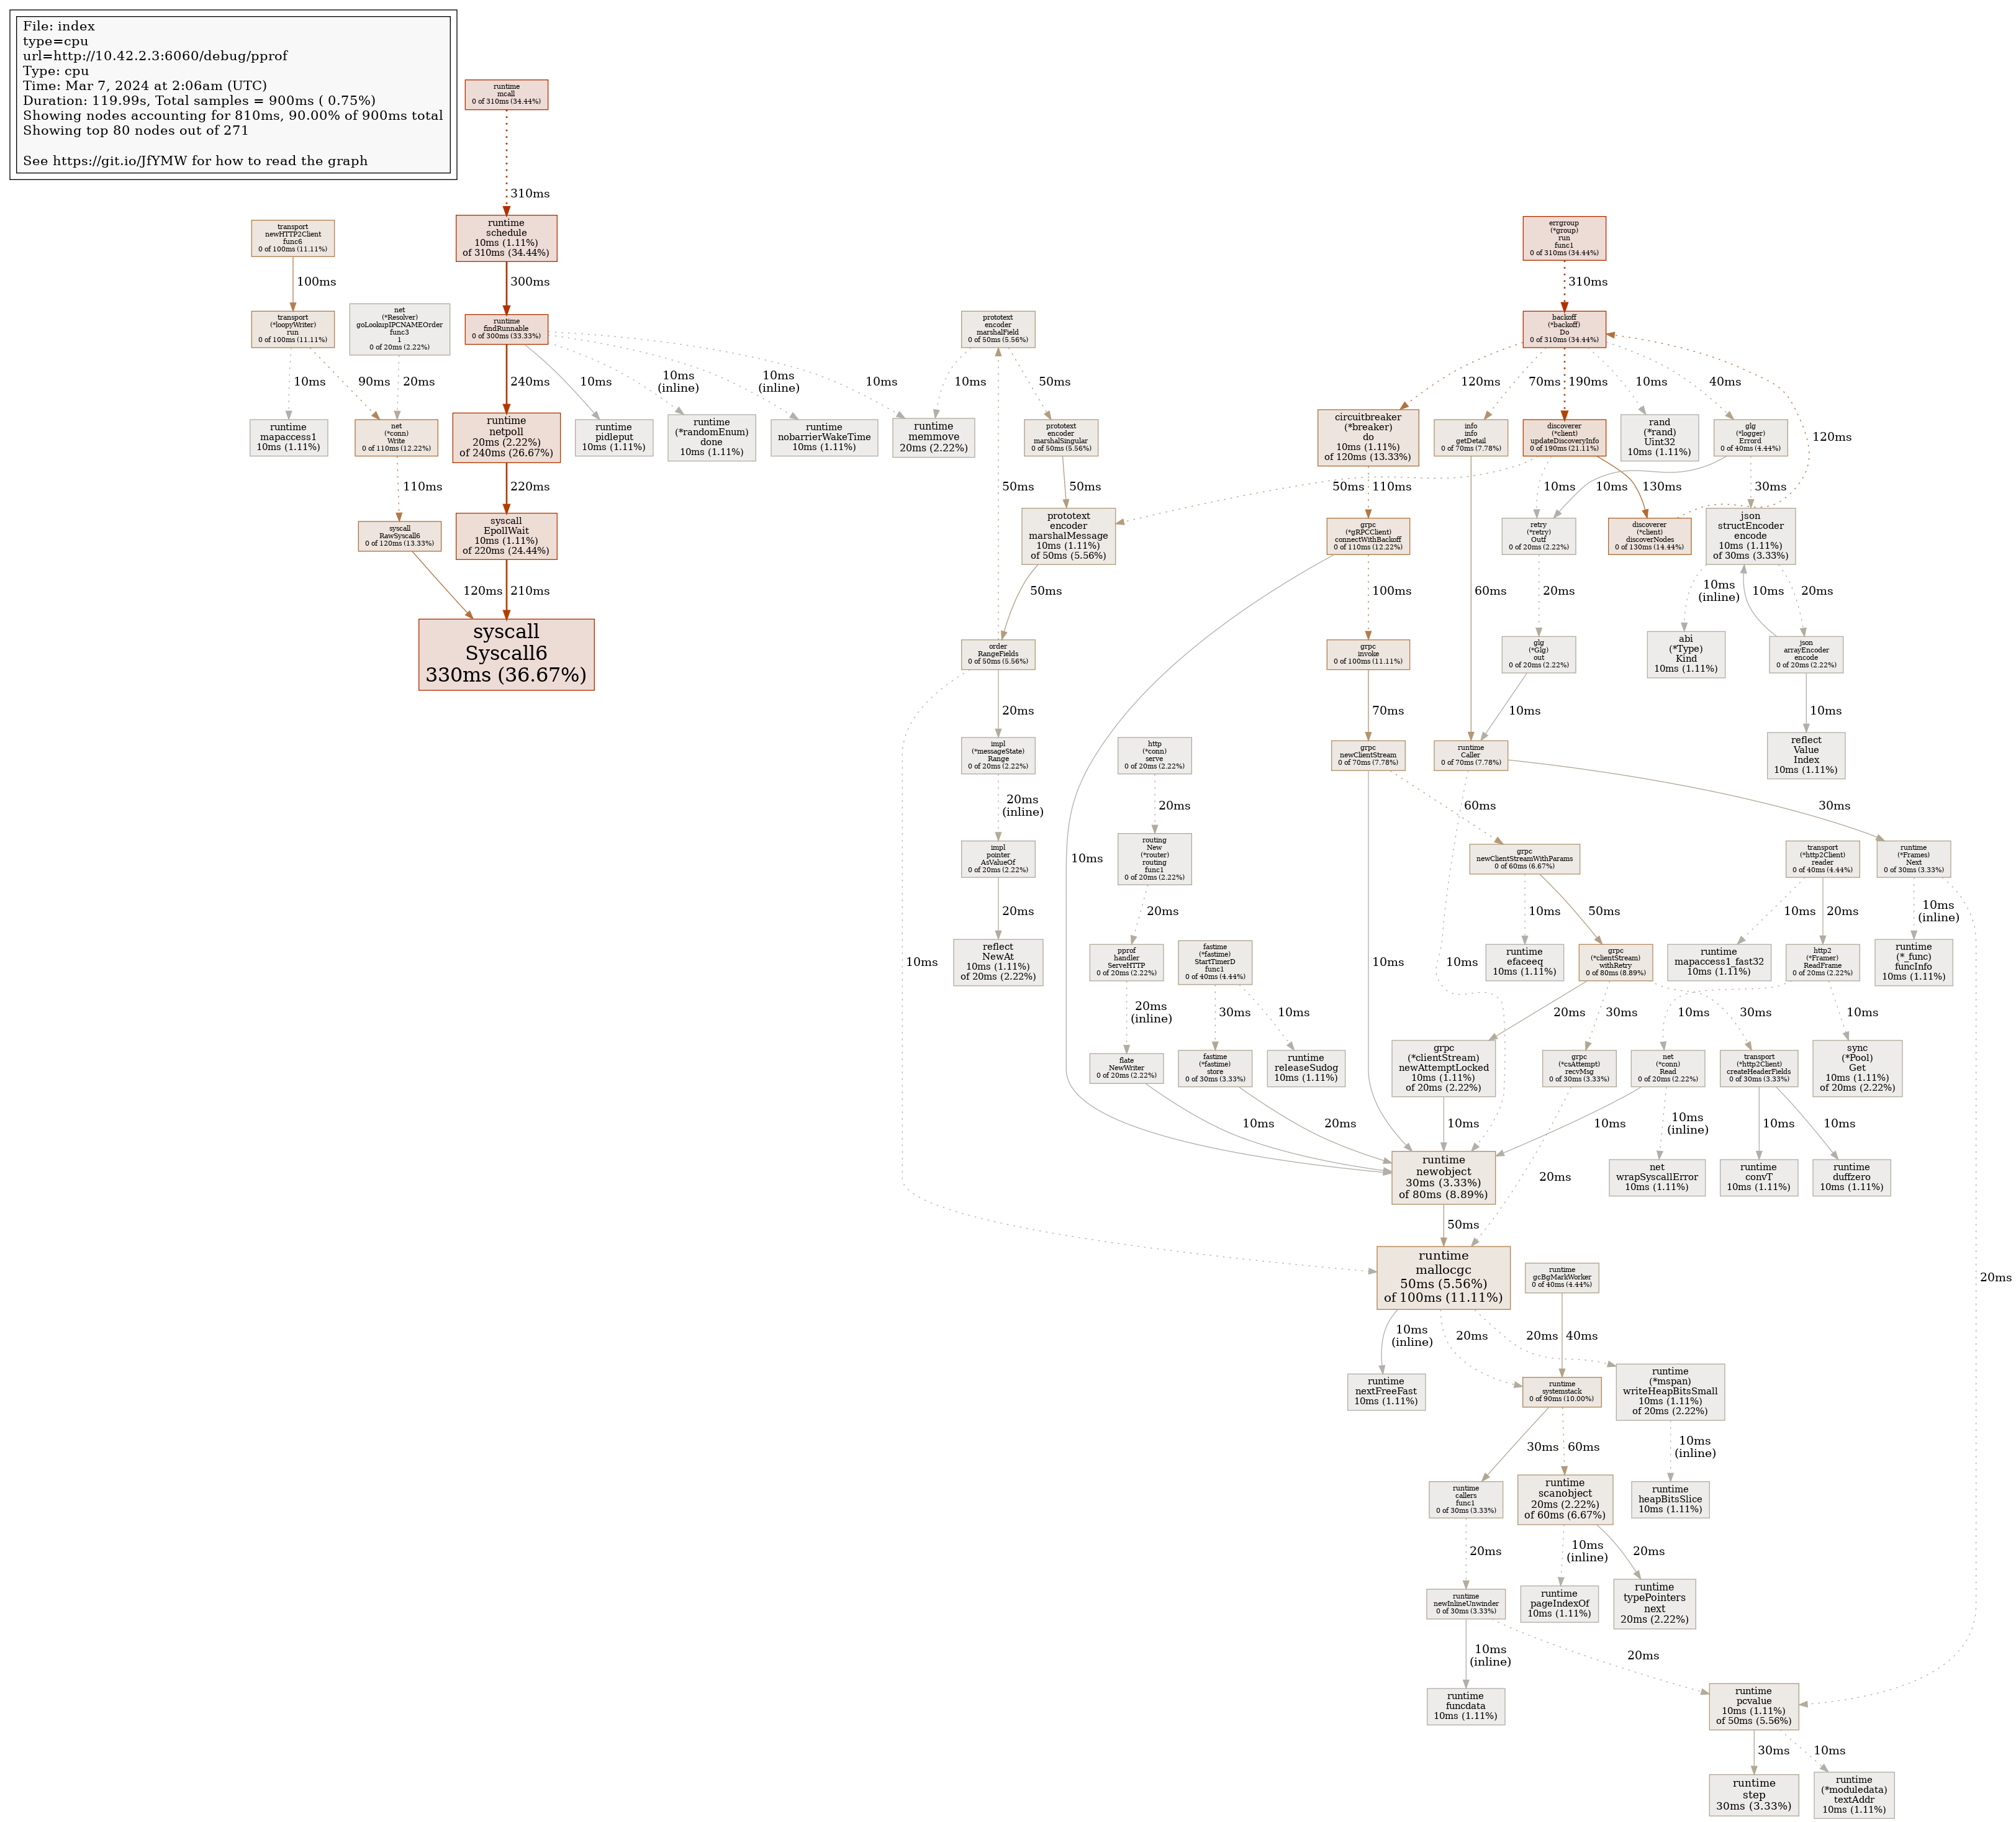 File: index
type=cpu
url=http://10.42.2.3:6060/debug/pprof
Type: cpu
Time: Mar 7, 2024 at 2:06am (UTC)
Duration: 119.99s, Total samples = 900ms ( 0.75%)
Showing nodes accounting for 810ms, 90.00% of 900ms total
Showing top 80 nodes out of 271
See https://git.io/JfYMW for how to read the graph
runtime
mcall
0 of 310ms (34.44%)
310ms
transport
newHTTP2Client
func6
0 of 100ms (11.11%)
runtime
schedule
10ms (1.11%)
of 310ms (34.44%)
errgroup
(*group)
run
func1
0 of 310ms (34.44%)
100ms
300ms
310ms
transport
(*loopyWriter)
run
0 of 100ms (11.11%)
net
(*Resolver)
goLookupIPCNAMEOrder
func3
1
0 of 20ms (2.22%)
runtime
findRunnable
0 of 300ms (33.33%)
prototext
encoder
marshalField
0 of 50ms (5.56%)
backoff
(*backoff)
Do
0 of 310ms (34.44%)
10ms
90ms
20ms
240ms
10ms
10ms
(inline)
10ms
(inline)
10ms
10ms
50ms
120ms
70ms
190ms
10ms
40ms
runtime
mapaccess1
10ms (1.11%)
net
(*conn)
Write
0 of 110ms (12.22%)
runtime
netpoll
20ms (2.22%)
of 240ms (26.67%)
runtime
pidleput
10ms (1.11%)
runtime
(*randomEnum)
done
10ms (1.11%)
runtime
nobarrierWakeTime
10ms (1.11%)
runtime
memmove
20ms (2.22%)
prototext
encoder
marshalSingular
0 of 50ms (5.56%)
circuitbreaker
(*breaker)
do
10ms (1.11%)
of 120ms (13.33%)
info
info
getDetail
0 of 70ms (7.78%)
discoverer
(*client)
updateDiscoveryInfo
0 of 190ms (21.11%)
rand
(*rand)
Uint32
10ms (1.11%)
glg
(*logger)
Errord
0 of 40ms (4.44%)
120ms
110ms
220ms
50ms
50ms
50ms
110ms
10ms
10ms
130ms
30ms
syscall
RawSyscall6
0 of 120ms (13.33%)
syscall
EpollWait
10ms (1.11%)
of 220ms (24.44%)
prototext
encoder
marshalMessage
10ms (1.11%)
of 50ms (5.56%)
grpc
(*gRPCClient)
connectWithBackoff
0 of 110ms (12.22%)
retry
(*retry)
Outf
0 of 20ms (2.22%)
discoverer
(*client)
discoverNodes
0 of 130ms (14.44%)
json
structEncoder
encode
10ms (1.11%)
of 30ms (3.33%)
120ms
210ms
50ms
100ms
60ms
20ms
10ms
(inline)
10ms
20ms
syscall
Syscall6
330ms (36.67%)
order
RangeFields
0 of 50ms (5.56%)
grpc
invoke
0 of 100ms (11.11%)
glg
(*Glg)
out
0 of 20ms (2.22%)
abi
(*Type)
Kind
10ms (1.11%)
json
arrayEncoder
encode
0 of 20ms (2.22%)
20ms
70ms
10ms
10ms
impl
(*messageState)
Range
0 of 20ms (2.22%)
http
(*conn)
serve
0 of 20ms (2.22%)
grpc
newClientStream
0 of 70ms (7.78%)
runtime
Caller
0 of 70ms (7.78%)
reflect
Value
Index
10ms (1.11%)
20ms
(inline)
20ms
60ms
30ms
impl
pointer
AsValueOf
0 of 20ms (2.22%)
routing
New
(*router)
routing
func1
0 of 20ms (2.22%)
10ms
grpc
newClientStreamWithParams
0 of 60ms (6.67%)
transport
(*http2Client)
reader
0 of 40ms (4.44%)
runtime
(*Frames)
Next
0 of 30ms (3.33%)
20ms
20ms
10ms
50ms
10ms
20ms
10ms
(inline)
10ms
reflect
NewAt
10ms (1.11%)
of 20ms (2.22%)
pprof
handler
ServeHTTP
0 of 20ms (2.22%)
fastime
(*fastime)
StartTimerD
func1
0 of 40ms (4.44%)
10ms
10ms
runtime
efaceeq
10ms (1.11%)
grpc
(*clientStream)
withRetry
0 of 80ms (8.89%)
runtime
mapaccess1_fast32
10ms (1.11%)
http2
(*Framer)
ReadFrame
0 of 20ms (2.22%)
runtime
(*_func)
funcInfo
10ms (1.11%)
20ms
(inline)
30ms
10ms
20ms
30ms
30ms
10ms
10ms
flate
NewWriter
0 of 20ms (2.22%)
fastime
(*fastime)
store
0 of 30ms (3.33%)
runtime
releaseSudog
10ms (1.11%)
grpc
(*clientStream)
newAttemptLocked
10ms (1.11%)
of 20ms (2.22%)
grpc
(*csAttempt)
recvMsg
0 of 30ms (3.33%)
net
(*conn)
Read
0 of 20ms (2.22%)
transport
(*http2Client)
createHeaderFields
0 of 30ms (3.33%)
sync
(*Pool)
Get
10ms (1.11%)
of 20ms (2.22%)
10ms
20ms
10ms
10ms
10ms
(inline)
10ms
10ms
runtime
newobject
30ms (3.33%)
of 80ms (8.89%)
20ms
net
wrapSyscallError
10ms (1.11%)
runtime
convT
10ms (1.11%)
runtime
duffzero
10ms (1.11%)
50ms
runtime
mallocgc
50ms (5.56%)
of 100ms (11.11%)
runtime
gcBgMarkWorker
0 of 40ms (4.44%)
20ms
10ms
(inline)
20ms
20ms
40ms
runtime
nextFreeFast
10ms (1.11%)
runtime
systemstack
0 of 90ms (10.00%)
runtime
(*mspan)
writeHeapBitsSmall
10ms (1.11%)
of 20ms (2.22%)
30ms
60ms
10ms
(inline)
runtime
callers
func1
0 of 30ms (3.33%)
runtime
scanobject
20ms (2.22%)
of 60ms (6.67%)
runtime
heapBitsSlice
10ms (1.11%)
20ms
10ms
(inline)
20ms
runtime
newInlineUnwinder
0 of 30ms (3.33%)
runtime
pageIndexOf
10ms (1.11%)
runtime
typePointers
next
20ms (2.22%)
10ms
(inline)
20ms
runtime
funcdata
10ms (1.11%)
runtime
pcvalue
10ms (1.11%)
of 50ms (5.56%)
30ms
10ms
runtime
step
30ms (3.33%)
runtime
(*moduledata)
textAddr
10ms (1.11%)